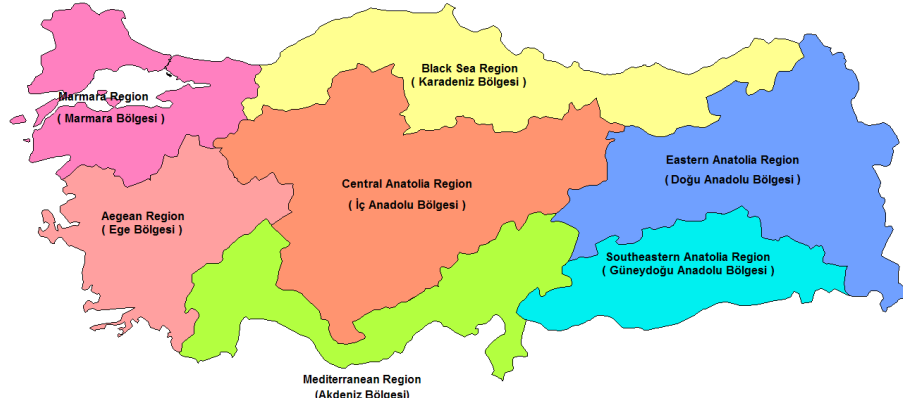 Black Sea Region
( Karadeniz Bölgesi )
Marmara Region
( Marmara Bölgesi )
Eastern Anatolia Region
( Doğu Anadolu Bölgesi )
Central Anatolia Region
( İç Anadolu Bölgesi )
Aegean Region
( Ege Bölgesi )
Southeastern Anatolia Region
( Güneydoğu Anadolu Bölgesi )
Mediterranean Region
(Akdeniz Bölgesi)